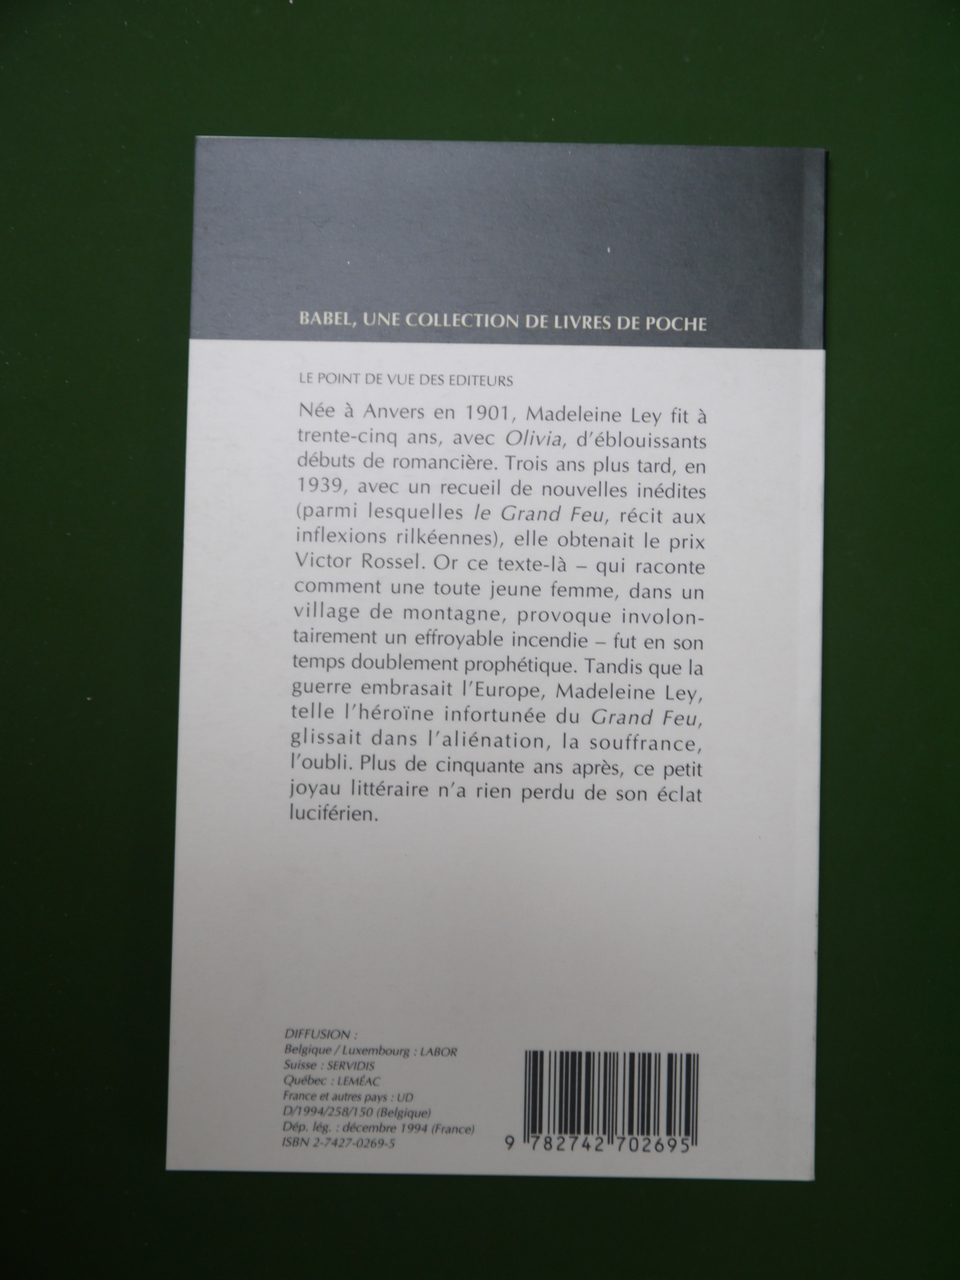 BABEL, UNE COLLECTION DE LIVRES DE POCHE
LE POINT DE VUE DES EDITEURS
Née à Anvers en 1901, Madeleine Ley fit à
trente-cinq ans, avec Olivia, d'éblouissants
débuts de romancière. Trois ans plus tard, en
1939, avec un recueil de nouvelles inédites
(parmi lesquelles le Grand Feu, récit aux
inflexions rilkéennes), elle obtenait le prix
Victor Rossel. Or ce texte-là – qui raconte
comment une toute jeune femme, dans un
village de montagne, provoque involon-
tairement un effroyable incendie – fut en son
temps doublement prophétique. Tandis que la
guerre embrasait l'Europe, Madeleine Ley,
telle l'héroïne infortunée du Grand Feu,
glissait dans l'aliénation, la souffrance,
l'oubli. Plus de cinquante ans après, ce petit
joyau littéraire n'a rien perdu de son éclat
luciférien.
DIFFUSION :
Belgique / Luxembourg : LABOR
Suisse : SERVIDIS
Québec : LEMÉAC
France et autres pays : UD
D/1994/258/150 (Belgique)
Dép. lég. : décembre 1994 (France)
ISBN 2-7427-0269-5
9 782742 702695